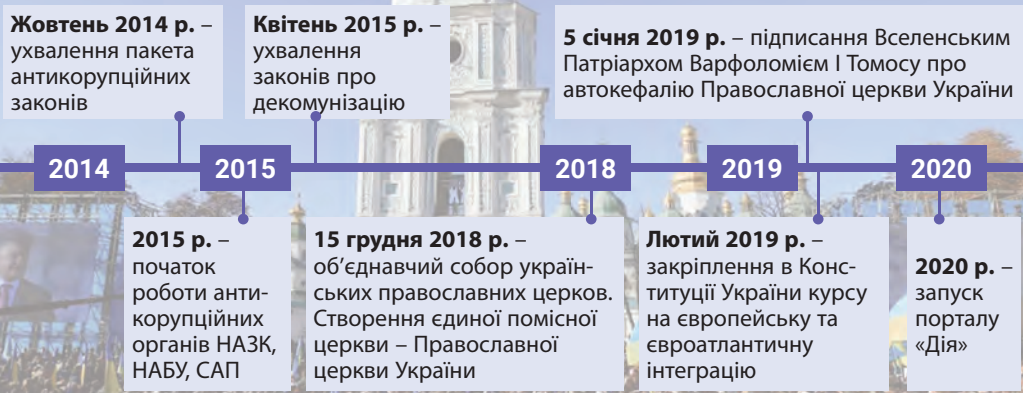 Жовтень 2014 р. –
ухвалення пакета
антикорупційних
законів
Квітень 2015 р. –
ухвалення
законів про
декомунізацію
5 січня 2019 р. – підписання Вселенським
Патріархом Варфоломієм І Томосу про
автокефалію Православної церкви України
2014
2015
2018
2019
2020
2015 р. –
початок
роботи анти-
корупційних
органів НАЗК,
НАБУ, САП
15 грудня 2018 р. –
об’єднавчий собор україн-
ських православних церков.
Створення єдиної помісної
церкви – Православної
церкви України
Лютий 2019 р. –
закріплення в Конс-
титуції України курсу
на європейську та
євроатлантичну
інтеграцію
2020 р. –
запуск
порталу
«Дія»